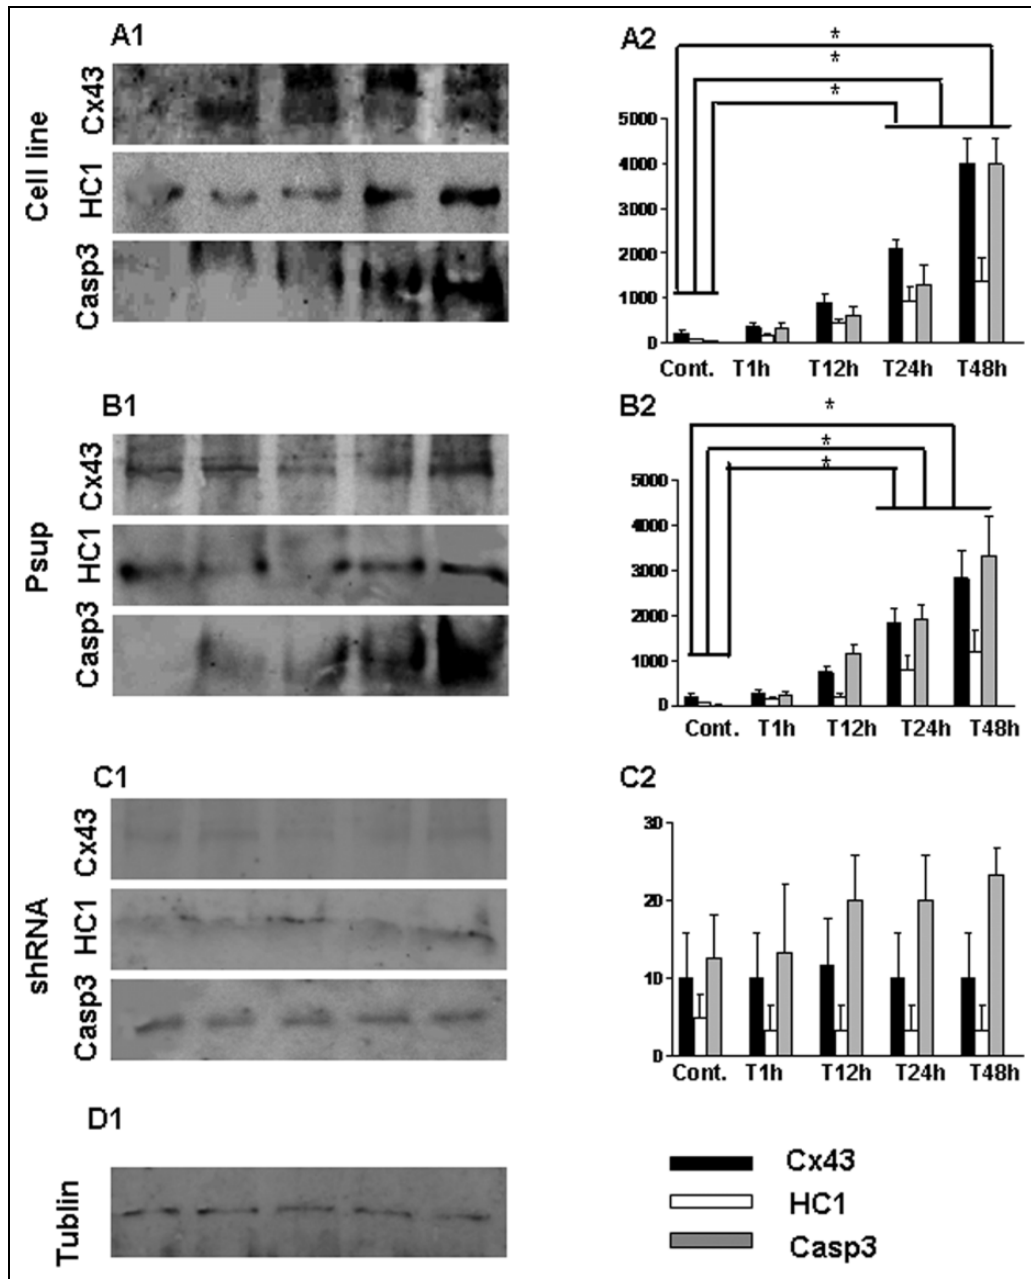 A1
Cell line
Cx43
HC1
Casp3
A2
*
*
*
5000
4000
3000
2000
1000
0
Cont. T1h T12h T24h T48h
B1
Psup
Cx43
HC1
Casp3
B2
*
*
*
5000
4000
3000
2000
1000
0
Cont. T1h T12h T24h T48h
C1
shRNA
Cx43
HC1
Casp3
C2
30
20
10
0
Cont. T1h T12h T24h T48h
D1
Tublin
Cx43
HC1
Casp3